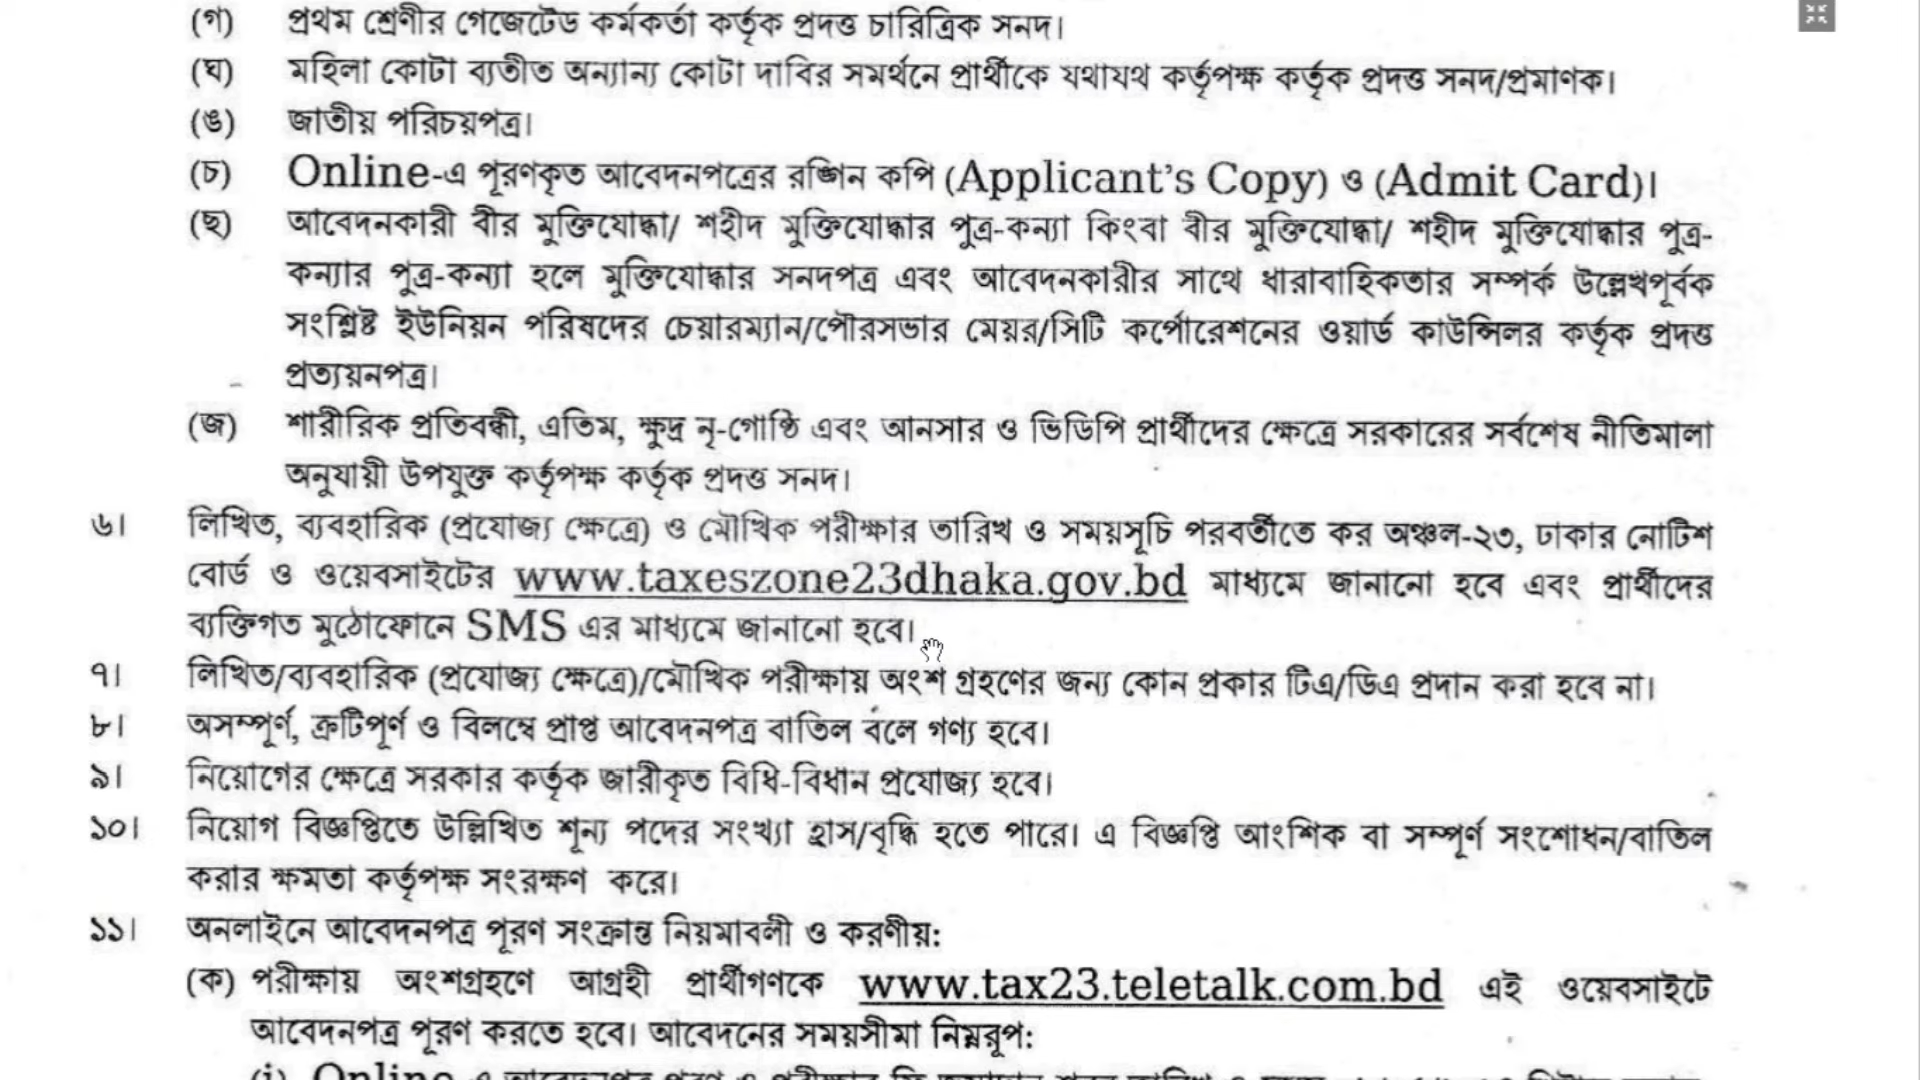 (গ) প্রথম শ্রেণীর গেজেটেড কর্মকর্তা কর্তৃক প্রদত্ত চারিত্রিক সনদ।
(ঘ) মহিলা কোটা ব্যতীত অন্যান্য কোটা দাবির সমর্থনে প্রার্থীকে যথাযথ কর্তৃপক্ষ কর্তৃক প্রদত্ত সনদ/প্রমাণক।
(ঙ) জাতীয় পরিচয়পত্র।
(চ) Online-এ পূরণকৃত আবেদনপত্রের রঙ্গিন কপি (Applicant’s Copy) ও (Admit Card)।
(ছ) আবেদনকারী বীর মুক্তিযোদ্ধা/ শহীদ মুক্তিযোদ্ধার পুত্র-কন্যা কিংবা বীর মুক্তিযোদ্ধা/ শহীদ মুক্তিযোদ্ধার পুত্র-
কন্যার পুত্র-কন্যা হলে মুক্তিযোদ্ধার সনদপত্র এবং আবেদনকারীর সাথে ধারাবাহিকতার সম্পর্ক উল্লেখপূর্বক
সংশ্লিষ্ট ইউনিয়ন পরিষদের চেয়ারম্যান/পৌরসভার মেয়র/সিটি কর্পোরেশনের ওয়ার্ড কাউন্সিলর কর্তৃক প্রদত্ত
প্রত্যয়নপত্র।
(জ) শারীরিক প্রতিবন্ধী, এতিম, ক্ষুদ্র নৃ-গোষ্ঠি এবং আনসার ও ভিডিপি প্রার্থীদের ক্ষেত্রে সরকারের সর্বশেষ নীতিমালা
অনুযায়ী উপযুক্ত কর্তৃপক্ষ কর্তৃক প্রদত্ত সনদ।
৬। লিখিত, ব্যবহারিক (প্রযোজ্য ক্ষেত্রে) ও মৌখিক পরীক্ষার তারিখ ও সময়সূচি পরবর্তীতে কর অঞ্চল-২৩, ঢাকার নোটিশ
বোর্ড ও ওয়েবসাইটের www.taxeszone23dhaka.gov.bd মাধ্যমে জানানো হবে এবং প্রার্থীদের
ব্যক্তিগত মুঠোফোনে SMS এর মাধ্যমে জানানো হবে।
৭। লিখিত/ব্যবহারিক (প্রযোজ্য ক্ষেত্রে)/মৌখিক পরীক্ষায় অংশ গ্রহণের জন্য কোন প্রকার টিএ/ডিএ প্রদান করা হবে না।
৮। অসম্পূর্ণ, ত্রুটিপূর্ণ ও বিলম্বে প্রাপ্ত আবেদনপত্র বাতিল বলে গণ্য হবে।
৯। নিয়োগের ক্ষেত্রে সরকার কর্তৃক জারীকৃত বিধি-বিধান প্রযোজ্য হবে।
১০। নিয়োগ বিজ্ঞপ্তিতে উল্লিখিত শূন্য পদের সংখ্যা হ্রাস/বৃদ্ধি হতে পারে। এ বিজ্ঞপ্তি আংশিক বা সম্পূর্ণ সংশোধন/বাতিল
করার ক্ষমতা কর্তৃপক্ষ সংরক্ষণ করে।
১১। অনলাইনে আবেদনপত্র পূরণ সংক্রান্ত নিয়মাবলী ও করণীয়:
(ক) পরীক্ষায় অংশগ্রহণে আগ্রহী প্রার্থীগণকে www.tax23.teletalk.com.bd এই ওয়েবসাইটে
আবেদনপত্র পূরণ করতে হবে। আবেদনের সময়সীমা নিম্নরূপ:
(i) Online